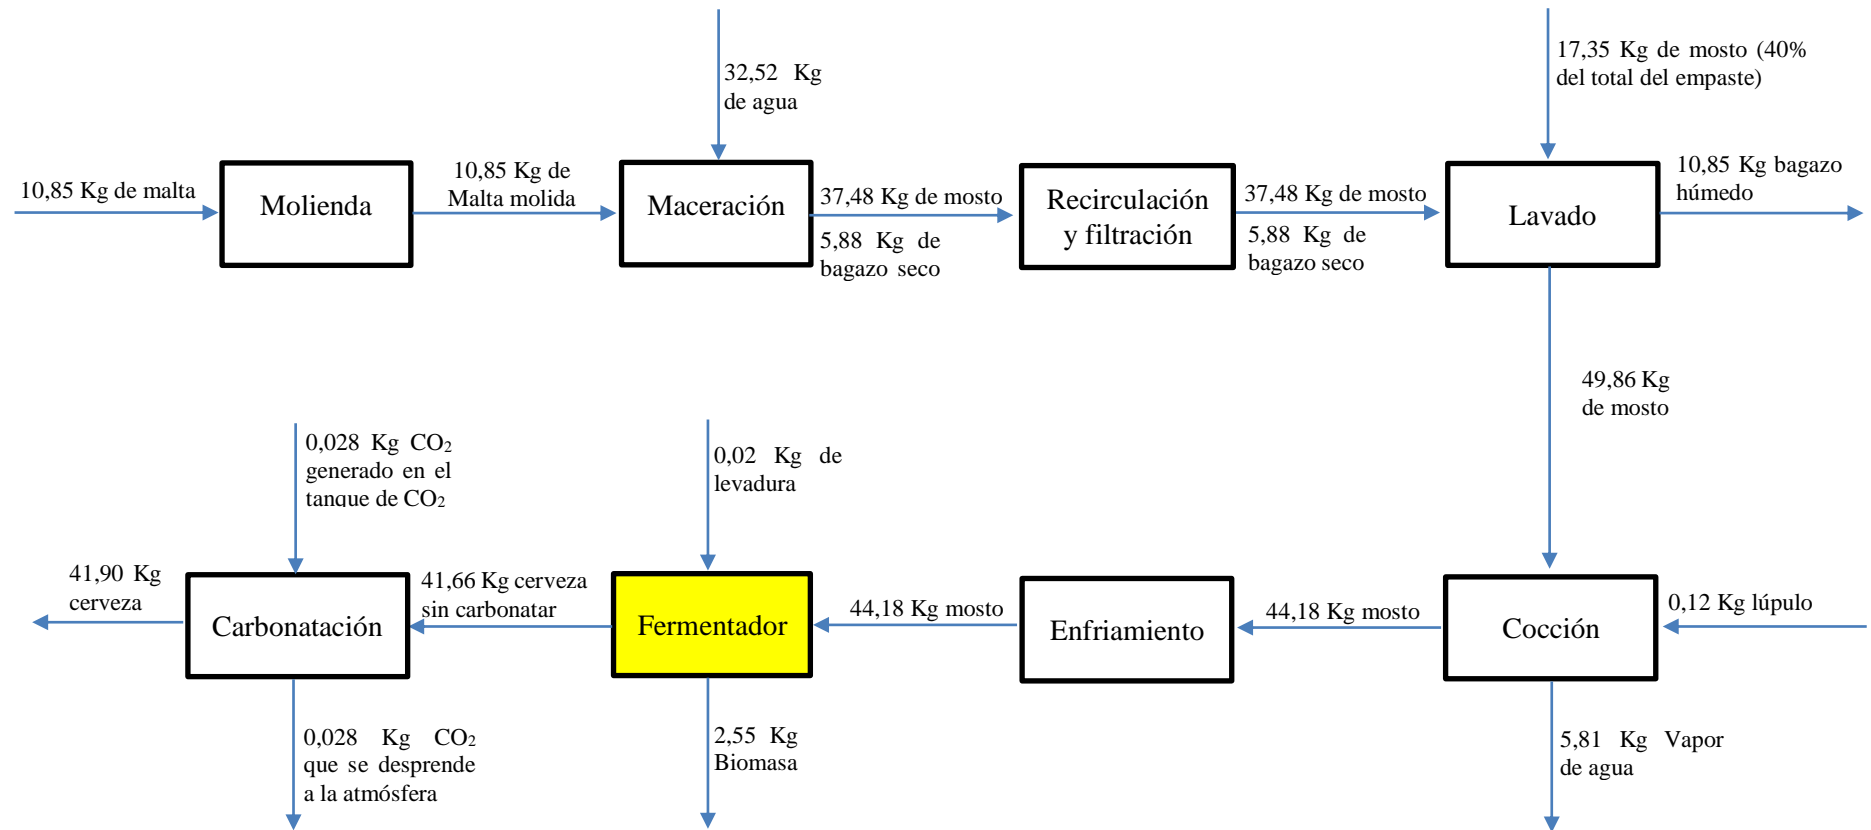 10,85 Kg de malta
Molienda
10,85 Kg de
Malta molida
32,52 Kg
de agua
Maceración
37,48 Kg de mosto
5,88 Kg de
bagazo seco
Recirculación
y filtración
37,48 Kg de mosto
5,88 Kg de
bagazo seco
17,35 Kg de mosto (40%
del total del empaste)
Lavado
10,85 Kg bagazo
húmedo
49,86 Kg
de mosto
0,12 Kg lúpulo
Cocción
5,81 Kg Vapor
de agua
44,18 Kg mosto
Enfriamiento
44,18 Kg mosto
0,02 Kg de
levadura
Fermentador
2,55 Kg
Biomasa
41,66 Kg cerveza
sin carbonatar
0,028 Kg CO₂
generado en el
tanque de CO₂
Carbonatación
0,028 Kg CO₂
que se desprende
a la atmósfera
41,90 Kg
cerveza